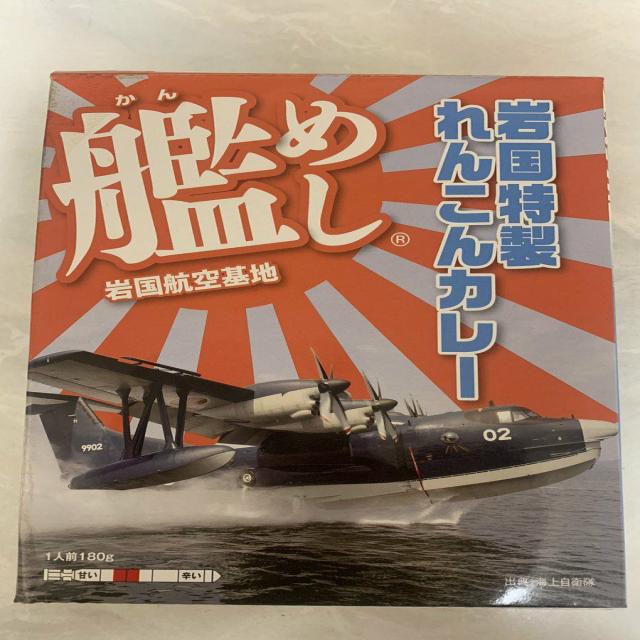 かん
艦めし®
岩国航空基地
岩国特製
れんこんカレー
9902
02
1人前180g
甘い 辛い
出典:海上自衛隊